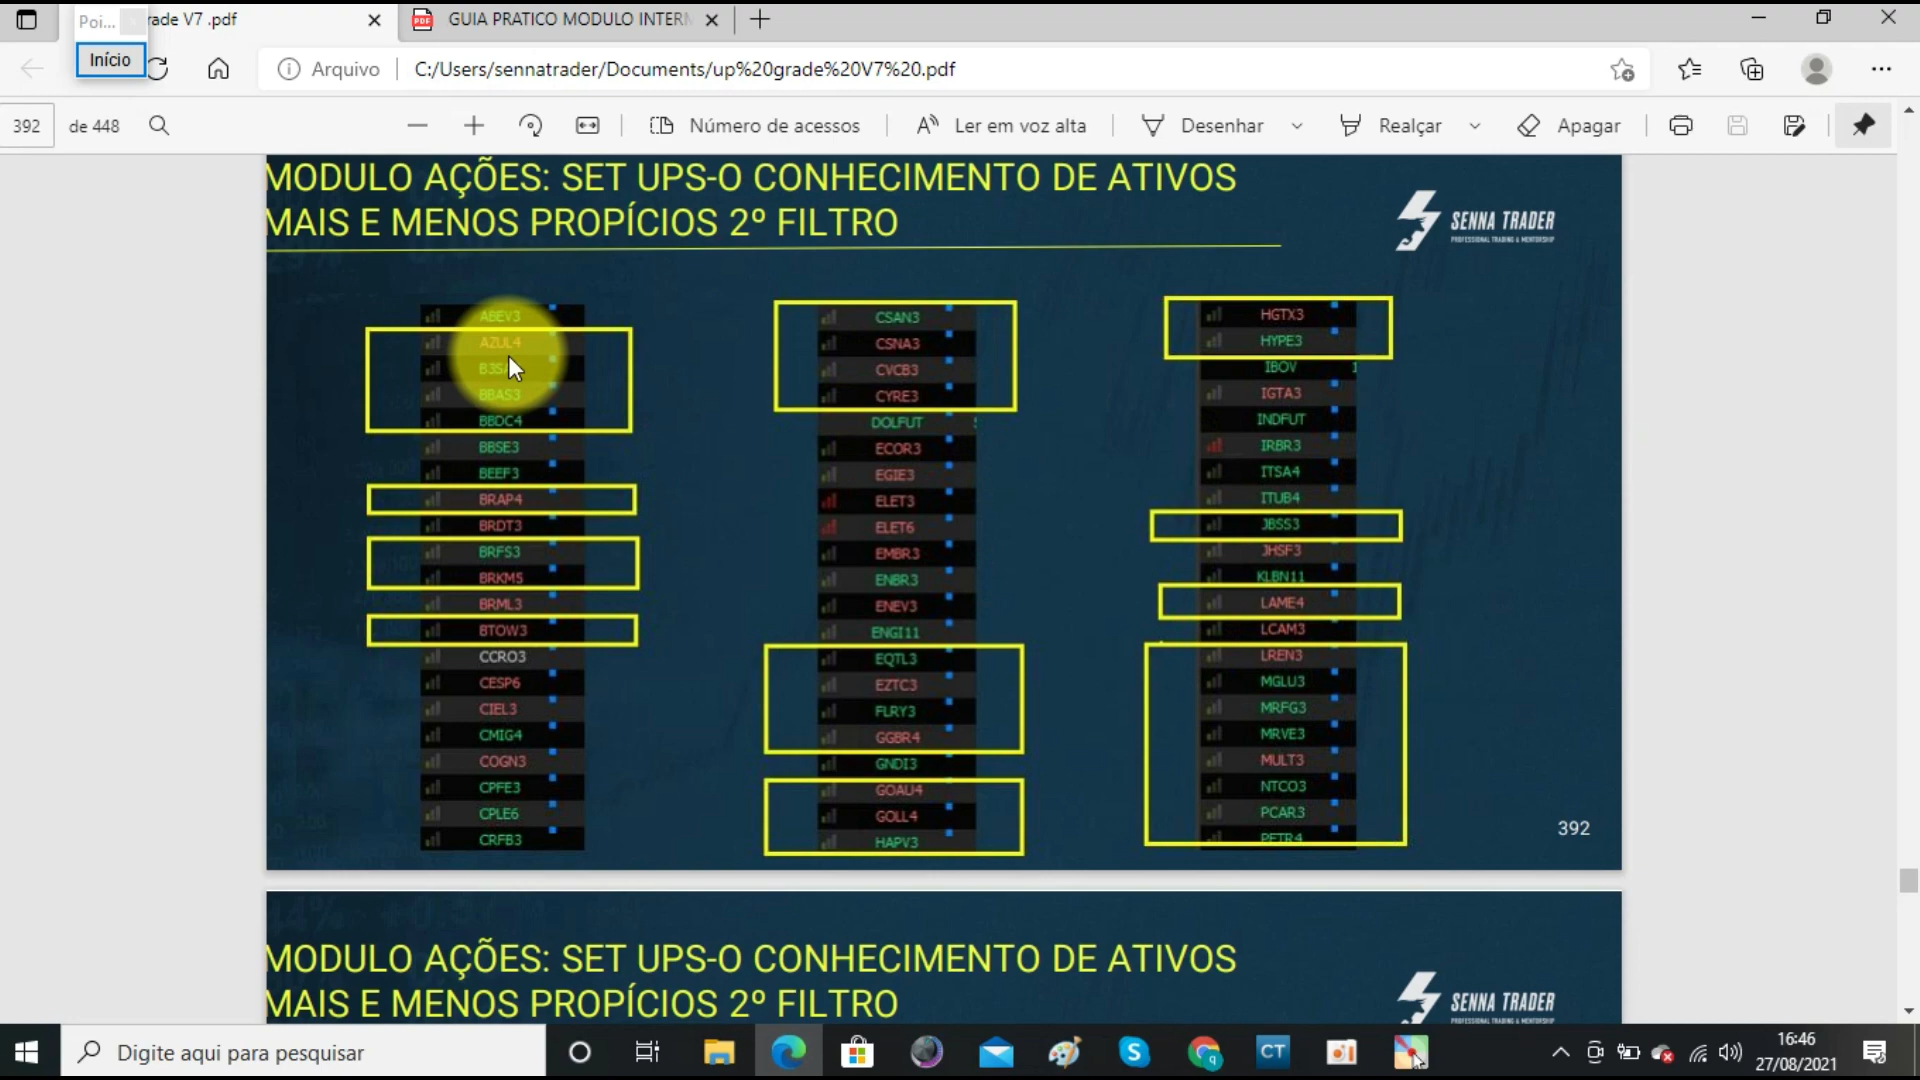 Poi...
rade V7 .pdf
GUIA PRATICO MODULO INTERN
Início
Arquivo
C:/Users/sennatrader/Documents/up%20grade%20V7%20.pdf
392 de 448
Número de acessos
Ler em voz alta
Desenhar
Realçar
Apagar
MODULO AÇÕES: SET UPS-O CONHECIMENTO DE ATIVOS
MAIS E MENOS PROPÍCIOS 2º FILTRO
SENNA TRADER
PROFESSIONAL TRADING & MENTORSHIP
ABEV3
AZUL4
BBAS3
BBDC4
BBSE3
BEEF3
BRAP4
BRDT3
BRFS3
BRKM5
BRML3
BTOW3
CCRO3
CESP6
CIEL3
CMIG4
COGN3
CPFE3
CPLE6
CRFB3
CSAN3
CSNA3
CVCB3
CYRE3
DOLFUT
ECOR3
EGIE3
ELET3
ELET6
EMBR3
ENBR3
ENEV3
ENGI11
EQTL3
EZTC3
FLRY3
GGBR4
GNDI3
GOAU4
GOLL4
HAPV3
HGTX3
HYPE3
IBOV
IGTA3
INDFUT
IRBR3
ITSA4
ITUB4
JBSS3
JHSF3
KLBN11
LAME4
LCAM3
LREN3
MGLU3
MRFG3
MRVE3
MULT3
NTCO3
PCAR3
PETR4
392
MODULO AÇÕES: SET UPS-O CONHECIMENTO DE ATIVOS
MAIS E MENOS PROPÍCIOS 2º FILTRO
SENNA TRADER
Digite aqui para pesquisar
CT
16:46
27/08/2021